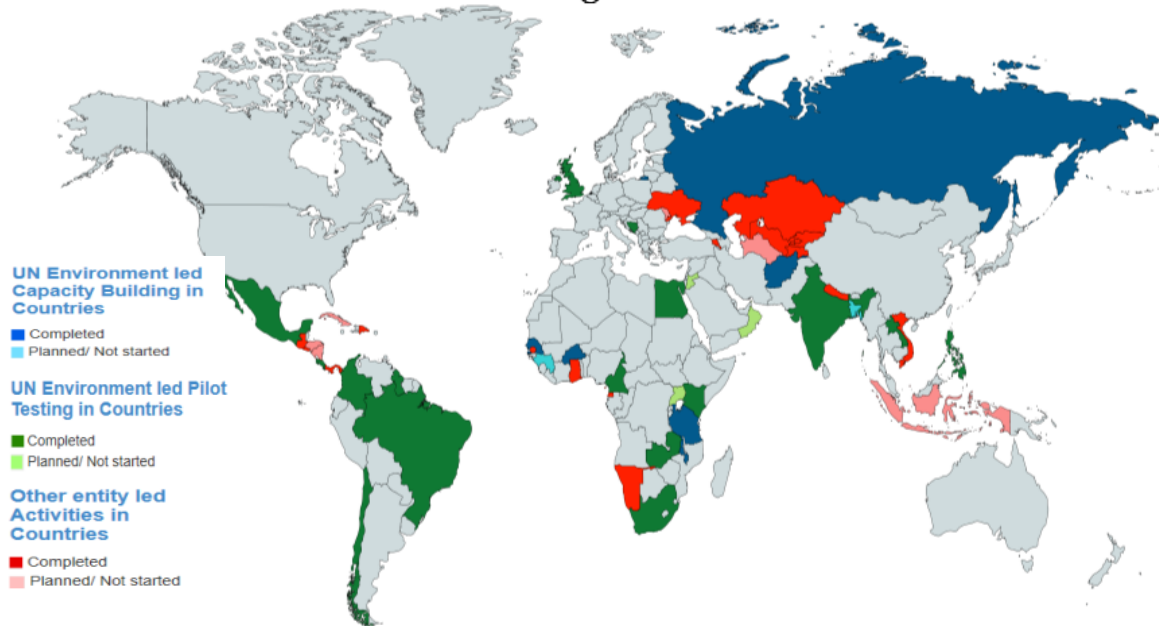 UN Environment led
Capacity Building in
Countries
Completed
Planned/ Not started
UN Environment led Pilot
Testing in Countries
Completed
Planned/ Not started
Other entity led
Activities in
Countries
Completed
Planned/ Not started